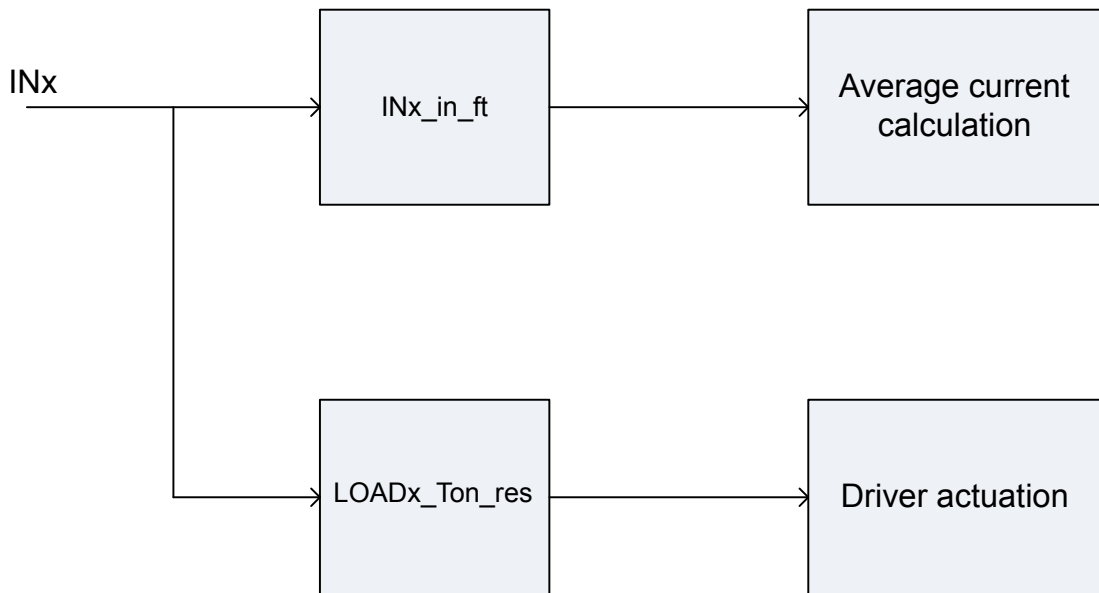 INx
INx_in_ft
Average current
calculation
LOADx_Ton_res
Driver actuation